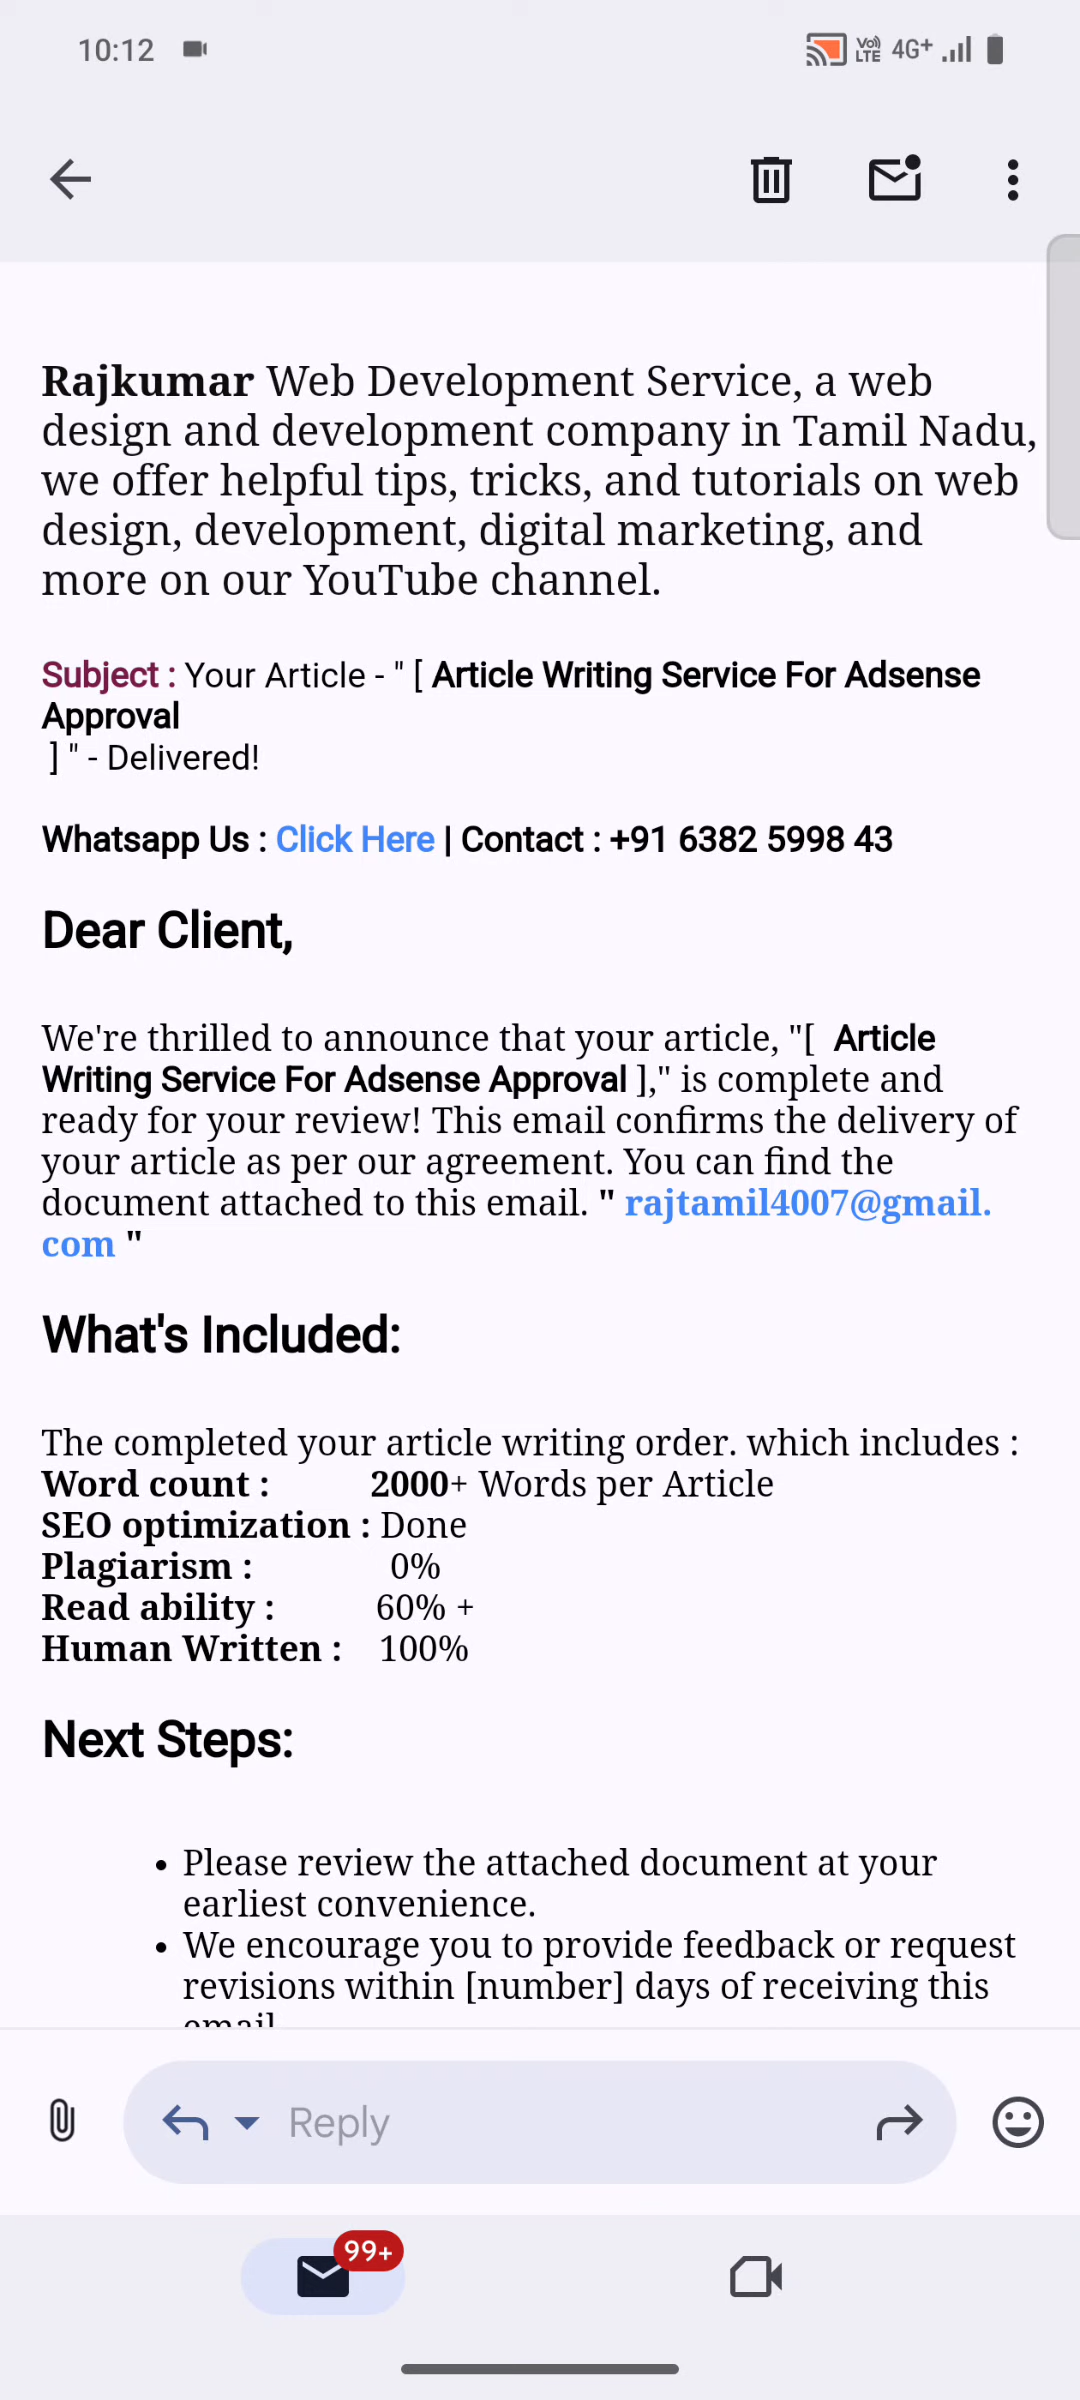 10:12
Vo)) LTE 4G+
Rajkumar Web Development Service, a web
design and development company in Tamil Nadu,
we offer helpful tips, tricks, and tutorials on web
design, development, digital marketing, and
more on our YouTube channel.
Subject : Your Article - " [ Article Writing Service For Adsense
Approval
] " - Delivered!
Whatsapp Us : Click Here | Contact : +91 6382 5998 43
Dear Client,
We're thrilled to announce that your article, "[ Article
Writing Service For Adsense Approval ]," is complete and
ready for your review! This email confirms the delivery of
your article as per our agreement. You can find the
document attached to this email. " rajtamil4007@gmail.
com "
What's Included:
The completed your article writing order. which includes :
Word count : 2000+ Words per Article
SEO optimization : Done
Plagiarism : 0%
Read ability : 60% +
Human Written : 100%
Next Steps:
• Please review the attached document at your
earliest convenience.
• We encourage you to provide feedback or request
revisions within [number] days of receiving this
email
Reply
99+